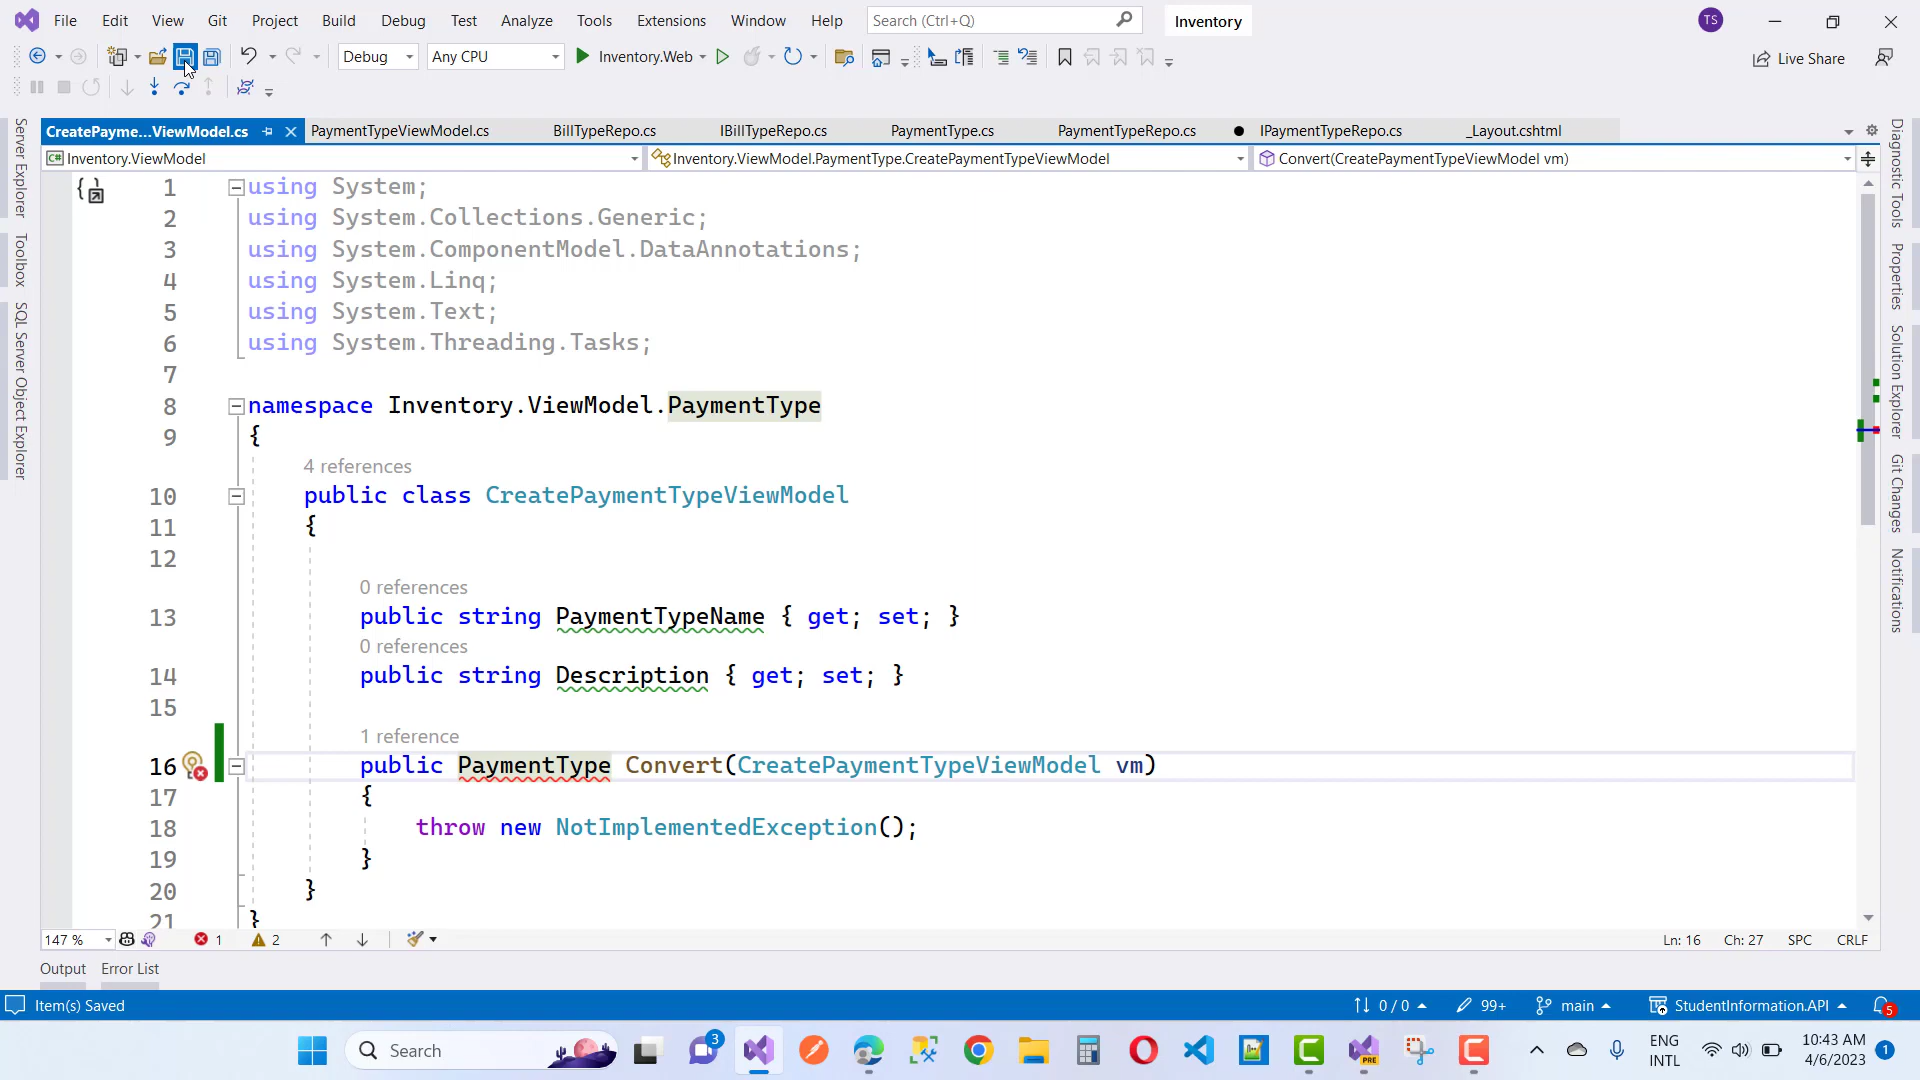 File Edit View Git Project Build Debug Test Analyze Tools Extensions Window Help Search (Ctrl+Q) Inventory TS
Debug Any CPU Inventory.Web Live Share
CreatePayme...ViewModel.cs PaymentTypeViewModel.cs BillTypeRepo.cs IBillTypeRepo.cs PaymentType.cs PaymentTypeRepo.cs IPaymentTypeRepo.cs _Layout.cshtml
C# Inventory.ViewModel Inventory.ViewModel.PaymentType.CreatePaymentTypeViewModel Convert(CreatePaymentTypeViewModel vm)
Server Explorer
Toolbox
SQL Server Object Explorer
1 using System;
2 using System.Collections.Generic;
3 using System.ComponentModel.DataAnnotations;
4 using System.Linq;
5 using System.Text;
6 using System.Threading.Tasks;
7
8 namespace Inventory.ViewModel.PaymentType
9 {
4 references
10 public class CreatePaymentTypeViewModel
11 {
12
0 references
13 public string PaymentTypeName { get; set; }
0 references
14 public string Description { get; set; }
15
1 reference
16 public PaymentType Convert(CreatePaymentTypeViewModel vm)
17 {
18 throw new NotImplementedException();
19 }
20 }
21 }
Diagnostic Tools
Properties
Solution Explorer
Git Changes
Notifications
147 % 1 2 Ln: 16 Ch: 27 SPC CRLF
Output Error List
Item(s) Saved 0 / 0 99+ main StudentInformation.API 5
Search 3 PRE ENG INTL 10:43 AM 4/6/2023 1